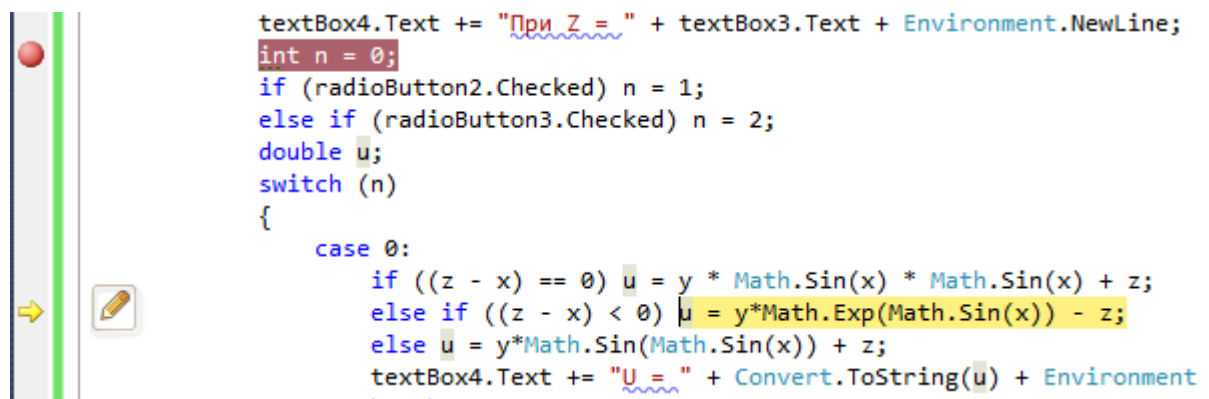 textBox4.Text += "При Z = " + textBox3.Text + Environment.NewLine;
int n = 0;
if (radioButton2.Checked) n = 1;
else if (radioButton3.Checked) n = 2;
double u;
switch (n)
{
case 0:
if ((z - x) == 0) u = y * Math.Sin(x) * Math.Sin(x) + z;
else if ((z - x) < 0) u = y*Math.Exp(Math.Sin(x)) - z;
else u = y*Math.Sin(Math.Sin(x)) + z;
textBox4.Text += "U = " + Convert.ToString(u) + Environment